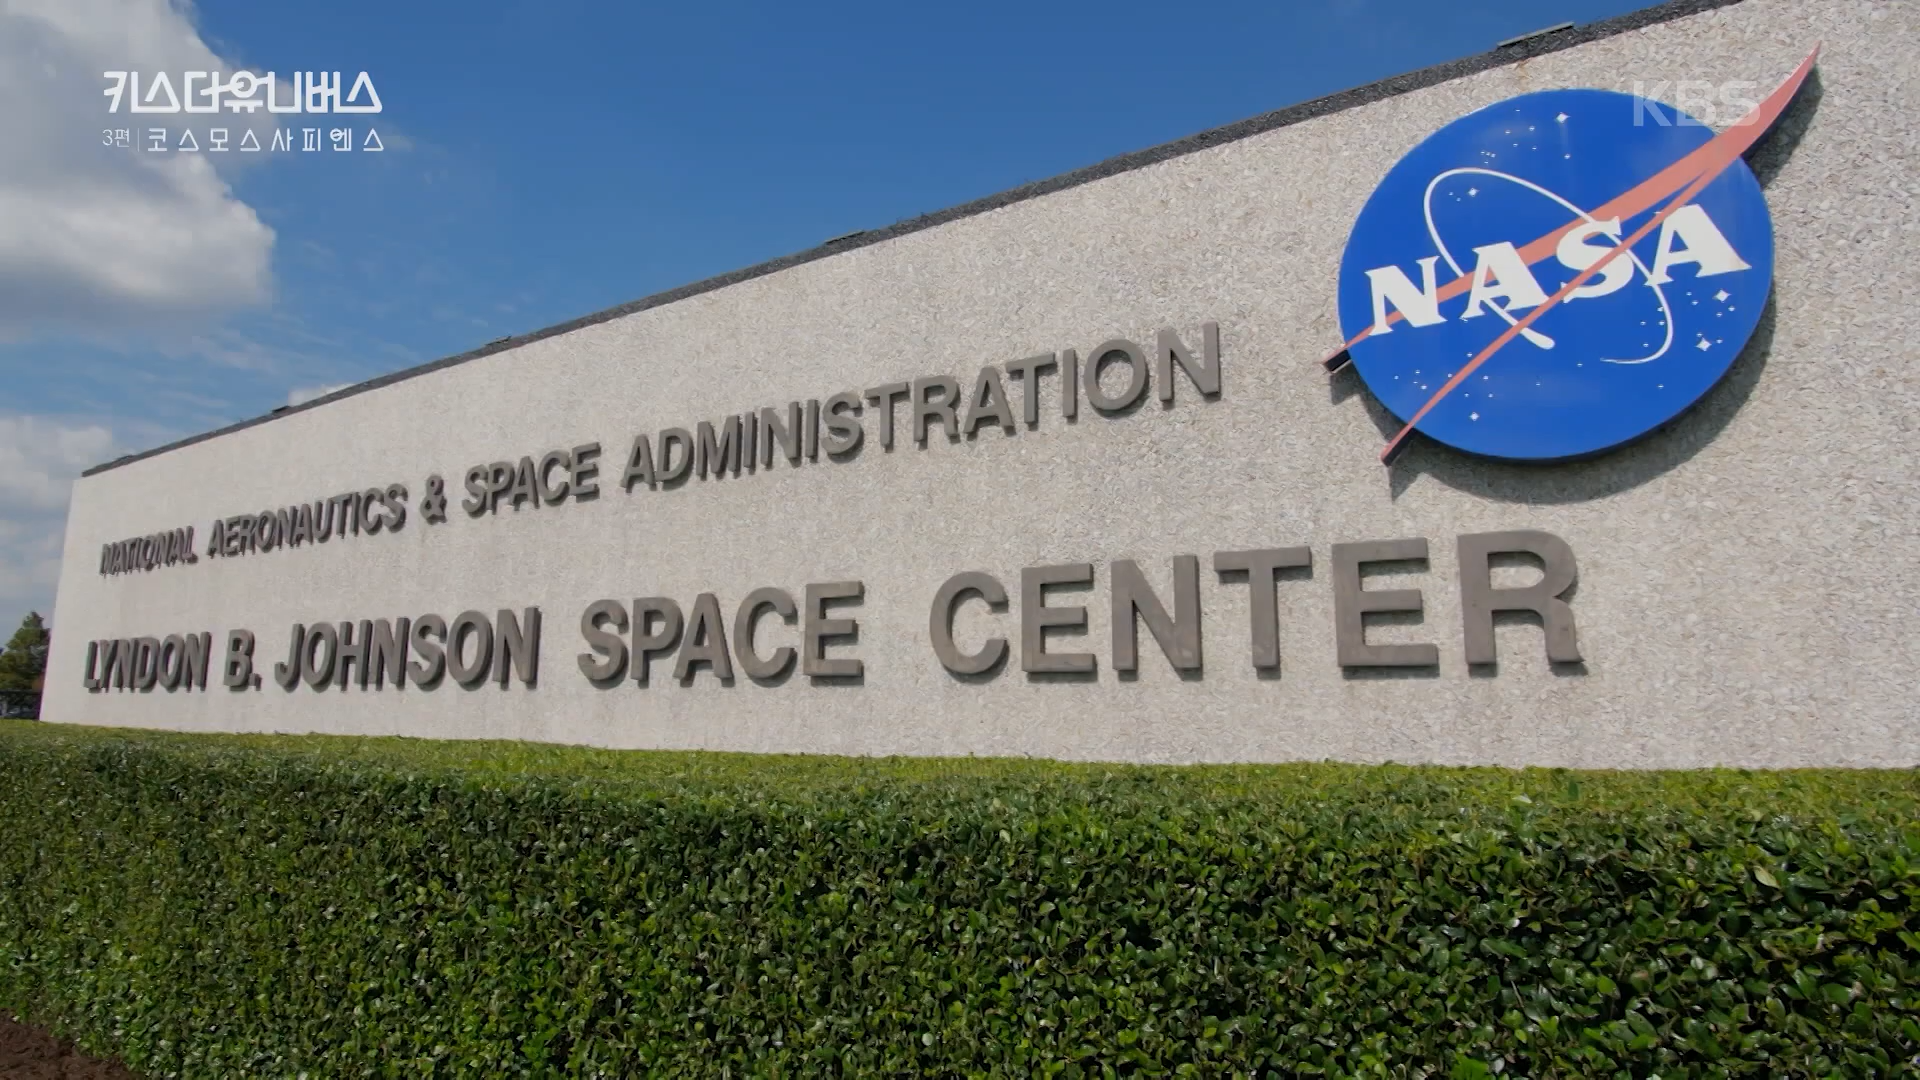 키스더유니버스
3편 | 코스모스사피엔스
KBS
NASA
NATIONAL AERONAUTICS & SPACE ADMINISTRATION
LYNDON B. JOHNSON SPACE CENTER